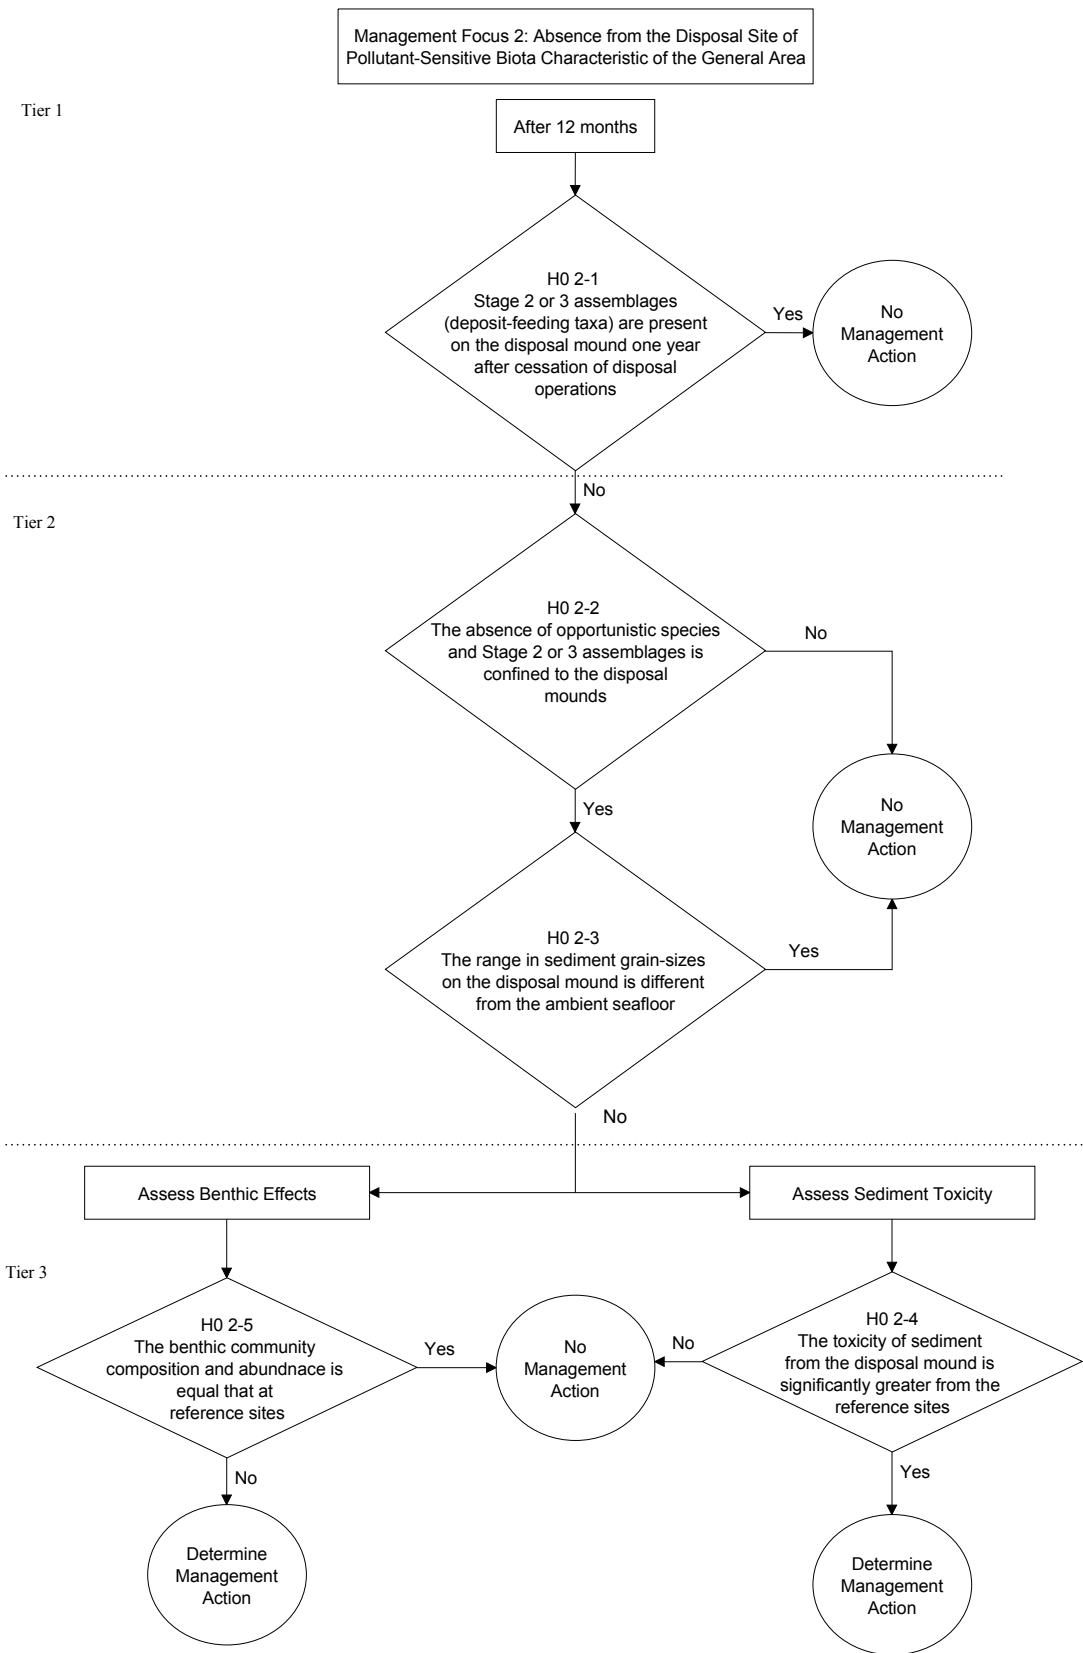 Management Focus 2: Absence from the Disposal Site of
Pollutant-Sensitive Biota Characteristic of the General Area
Tier 1
After 12 months
H0 2-1
Stage 2 or 3 assemblages
(deposit-feeding taxa) are present
on the disposal mound one year
after cessation of disposal
operations
Yes
No
Management
Action
No
Tier 2
H0 2-2
The absence of opportunistic species
and Stage 2 or 3 assemblages is
confined to the disposal
mounds
No
No
Management
Action
Yes
H0 2-3
The range in sediment grain-sizes
on the disposal mound is different
from the ambient seafloor
Yes
No
Assess Benthic Effects
Assess Sediment Toxicity
Tier 3
H0 2-5
The benthic community
composition and abundnace is
equal that at
reference sites
Yes
No
Management
Action
No
H0 2-4
The toxicity of sediment
from the disposal mound is
significantly greater from the
reference sites
No
Yes
Determine
Management
Action
Determine
Management
Action